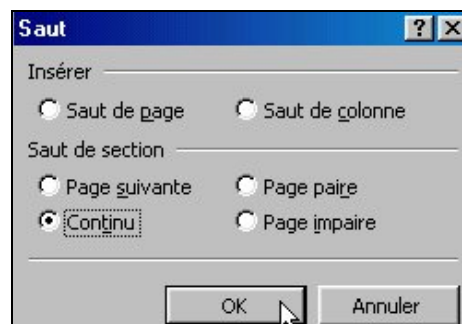 Saut
Insérer
Saut de page Saut de colonne
Saut de section
Page suivante Page paire
Continu Page impaire
OK Annuler